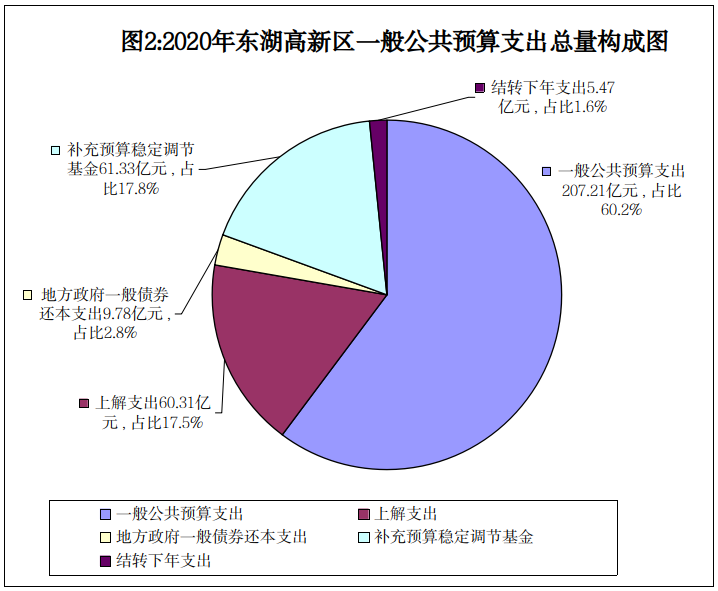 图2:2020年东湖高新区一般公共预算支出总量构成图
结转下年支出5.47
亿元，占比1.6%
补充预算稳定调节
基金61.33亿元，占
比17.8%
一般公共预算支出
207.21亿元，占比
60.2%
地方政府一般债券
还本支出9.78亿元，
占比2.8%
上解支出60.31亿
元，占比17.5%
一般公共预算支出
上解支出
地方政府一般债券还本支出
补充预算稳定调节基金
结转下年支出